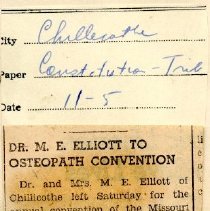 City Chillicothe
Paper Constitution-Trib
Date 11-5
DR. M. E. ELLIOTT TO
OSTEOPATH CONVENTION
Dr. and Mrs. M. E. Elliott of
Chillicothe left Saturday for the
annual convention of the Missouri